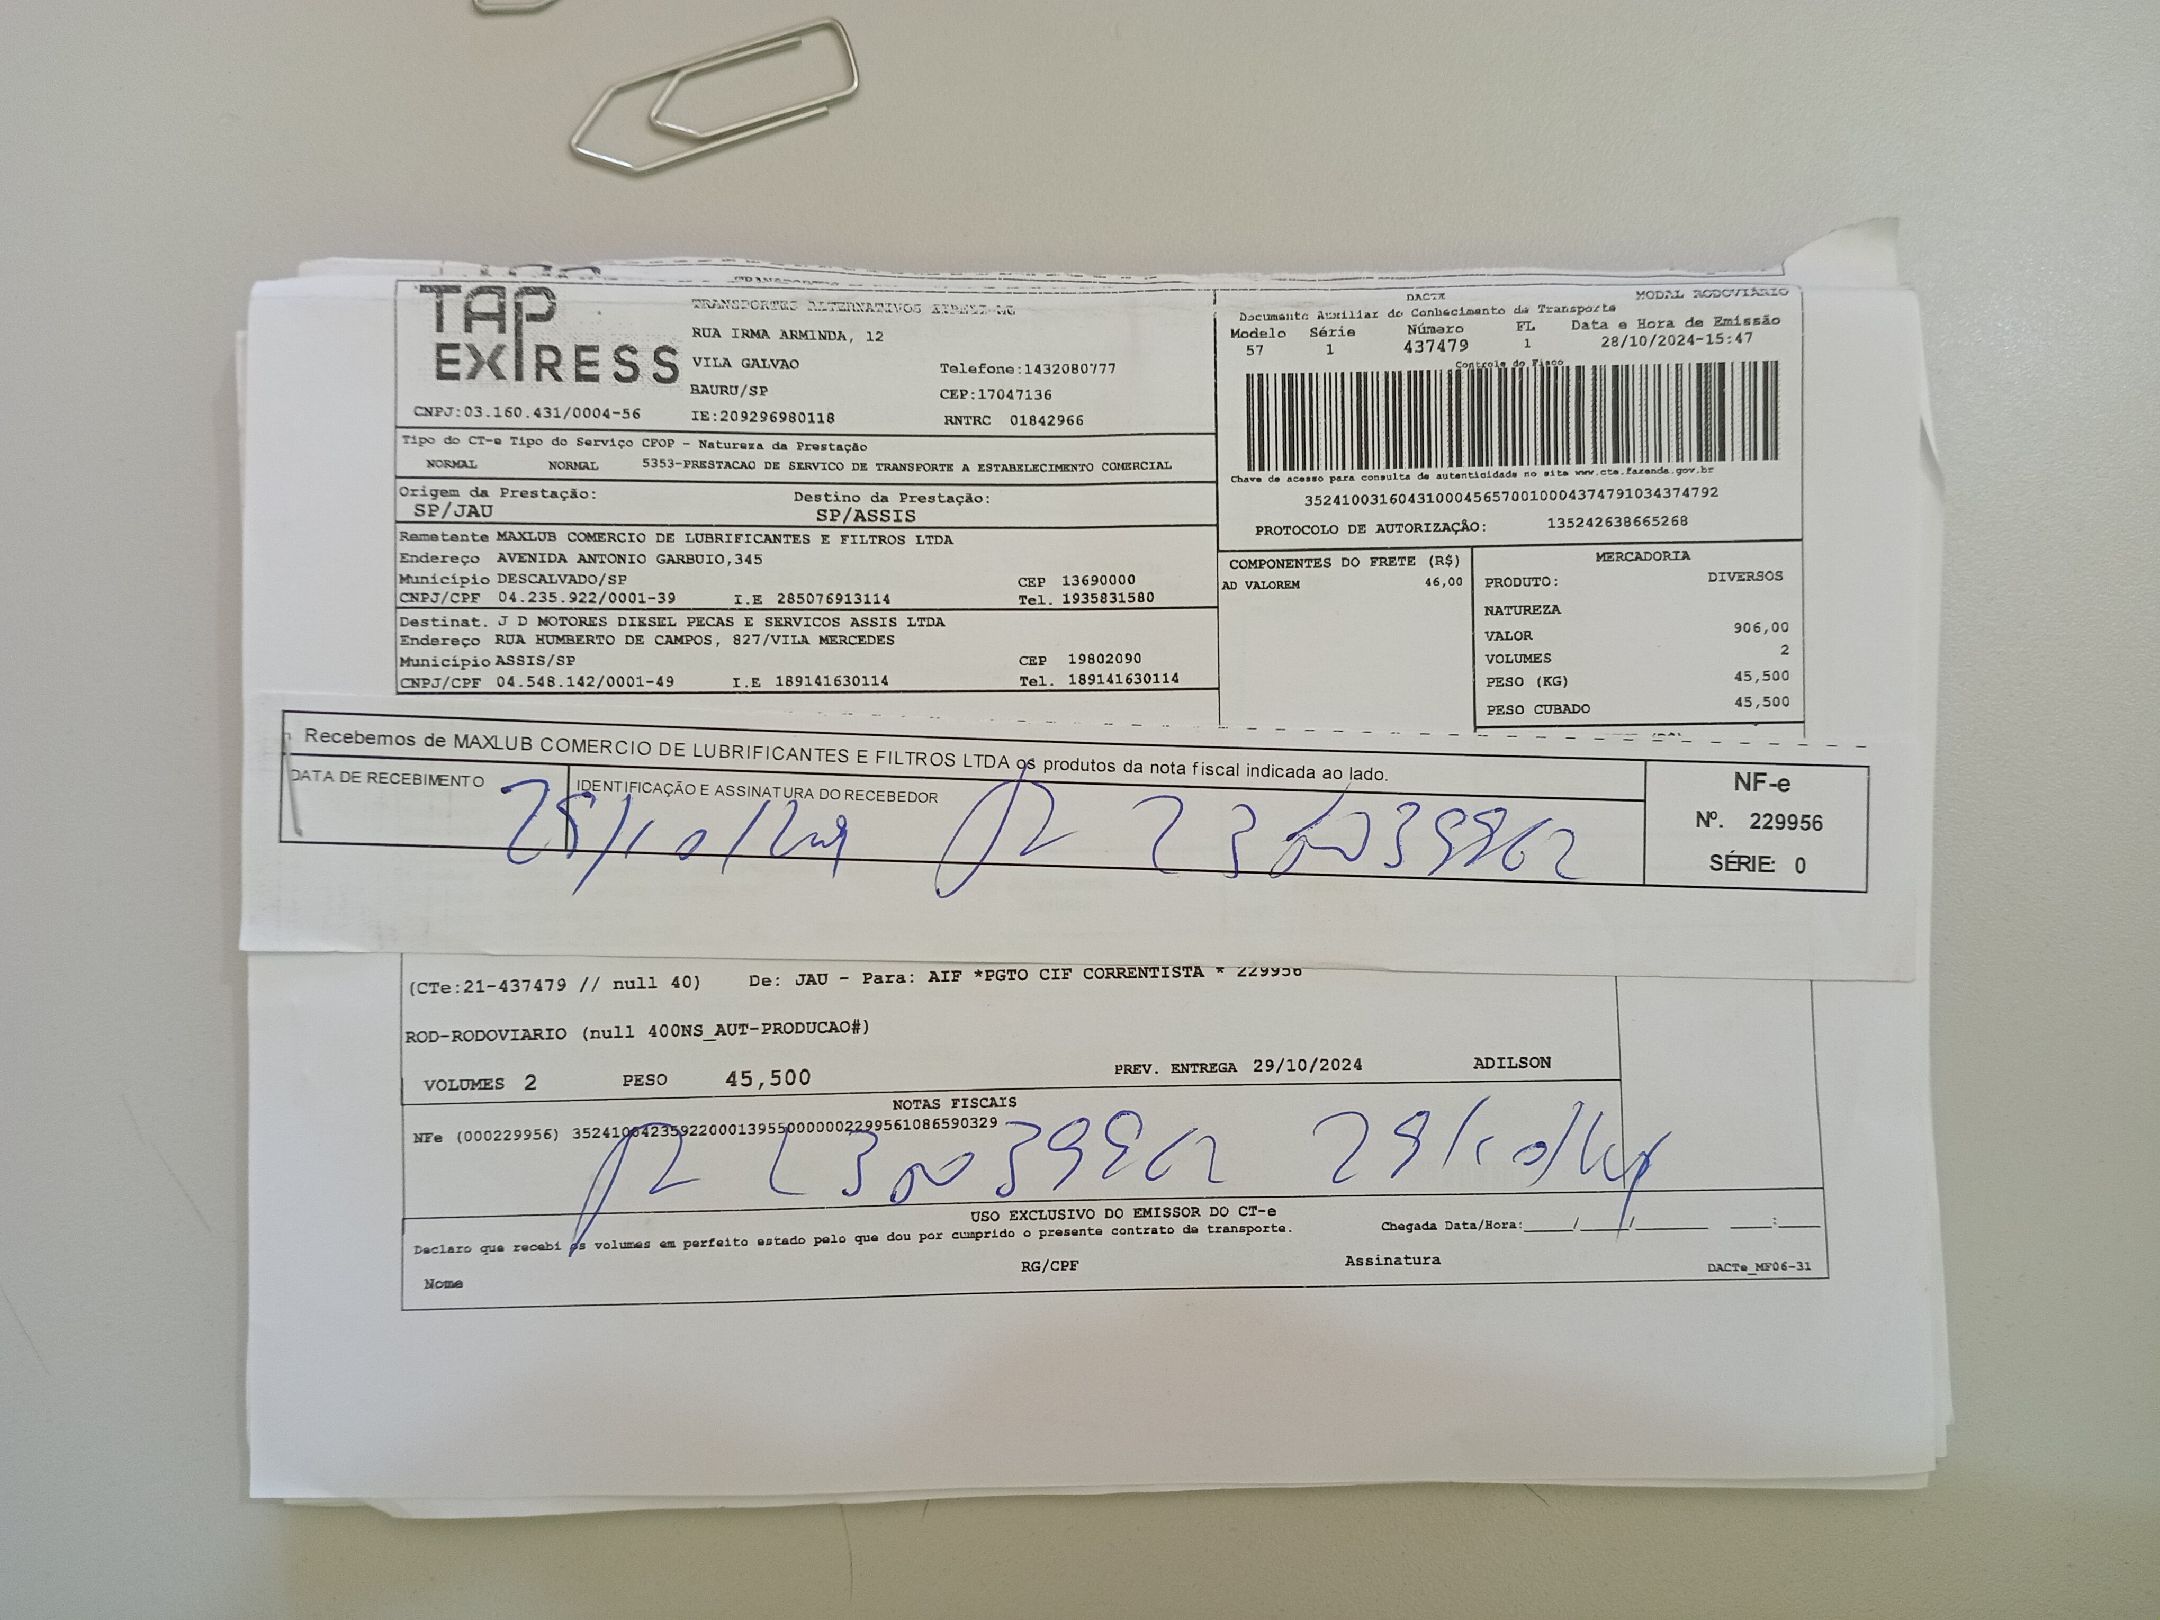 TAP
EXPRESS
TRANSPORTES ALTERNATIVOS
RUA IRMA ARMINDA, 12
VILA GALVAO
Telefone:1432080777
BAURU/SP
CEP:17047136
CNPJ:03.160.431/0004-56
IE:209296980118
RNTRC 01842966
DACTE
MODAL RODOVIÁRIO
Documento Auxiliar do Conhecimento de Transporte
Modelo Série Número FL Data e Hora de Emissão
57 1 437479 1 28/10/2024-15:47
Controle do Fisco
Chave de acesso para consulta de autenticidade no site www.cte.fazenda.gov.br
35241003160431000456570010004374791034374792
PROTOCOLO DE AUTORIZAÇÃO: 135242638665268
Tipo do CT-e Tipo do Serviço CFOP - Natureza da Prestação
NORMAL NORMAL 5353-PRESTACAO DE SERVICO DE TRANSPORTE A ESTABELECIMENTO COMERCIAL
Origem da Prestação: Destino da Prestação:
SP/JAU SP/ASSIS
Remetente MAXLUB COMERCIO DE LUBRIFICANTES E FILTROS LTDA
Endereço AVENIDA ANTONIO GARBUIO,345
Município DESCALVADO/SP CEP 13690000
CNPJ/CPF 04.235.922/0001-39 I.E 285076913114 Tel. 1935831580
Destinat. J D MOTORES DIESEL PECAS E SERVICOS ASSIS LTDA
Endereço RUA HUMBERTO DE CAMPOS, 827/VILA MERCEDES
Município ASSIS/SP CEP 19802090
CNPJ/CPF 04.548.142/0001-49 I.E 189141630114 Tel. 189141630114
COMPONENTES DO FRETE (R$)
AD VALOREM 46,00
MERCADORIA
PRODUTO: DIVERSOS
NATUREZA
VALOR 906,00
VOLUMES 2
PESO (KG) 45,500
PESO CUBADO 45,500
Recebemos de MAXLUB COMERCIO DE LUBRIFICANTES E FILTROS LTDA os produtos da nota fiscal indicada ao lado.
DATA DE RECEBIMENTO
IDENTIFICAÇÃO E ASSINATURA DO RECEBEDOR
NF-e
Nº. 229956
SÉRIE: 0
(CTe:21-437479 // null 40) De: JAU - Para: AIF *PGTO CIF CORRENTISTA * 229956
ROD-RODOVIARIO (null 400NS_AUT-PRODUCAO#)
VOLUMES 2 PESO 45,500 PREV. ENTREGA 29/10/2024 ADILSON
NOTAS FISCAIS
NFe (000229956)
29/10/24
USO EXCLUSIVO DO EMISSOR DO CT-e
Declaro que recebi os volumes em perfeito estado pelo que dou por cumprido o presente contrato de transporte.
Chegada Data/Hora:____/____/_______ ____:____
Nome RG/CPF Assinatura
DACTe_MF06-31